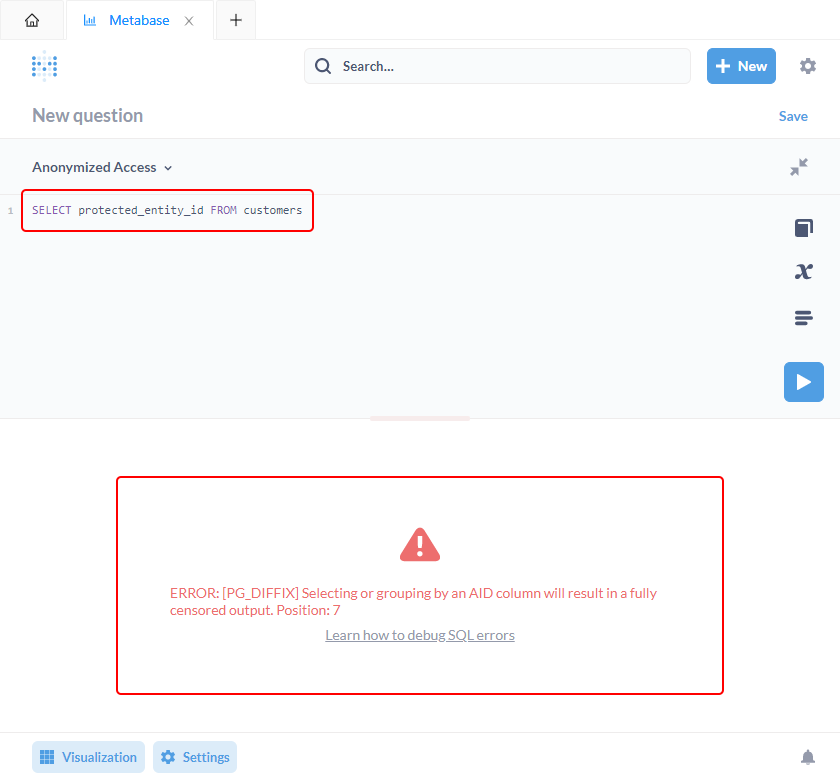 Metabase
Search...
New
New question
Save
Anonymized Access
1 SELECT protected_entity_id FROM customers
ERROR: [PG_DIFFIX] Selecting or grouping by an AID column will result in a fully
censored output. Position: 7
Learn how to debug SQL errors
Visualization
Settings